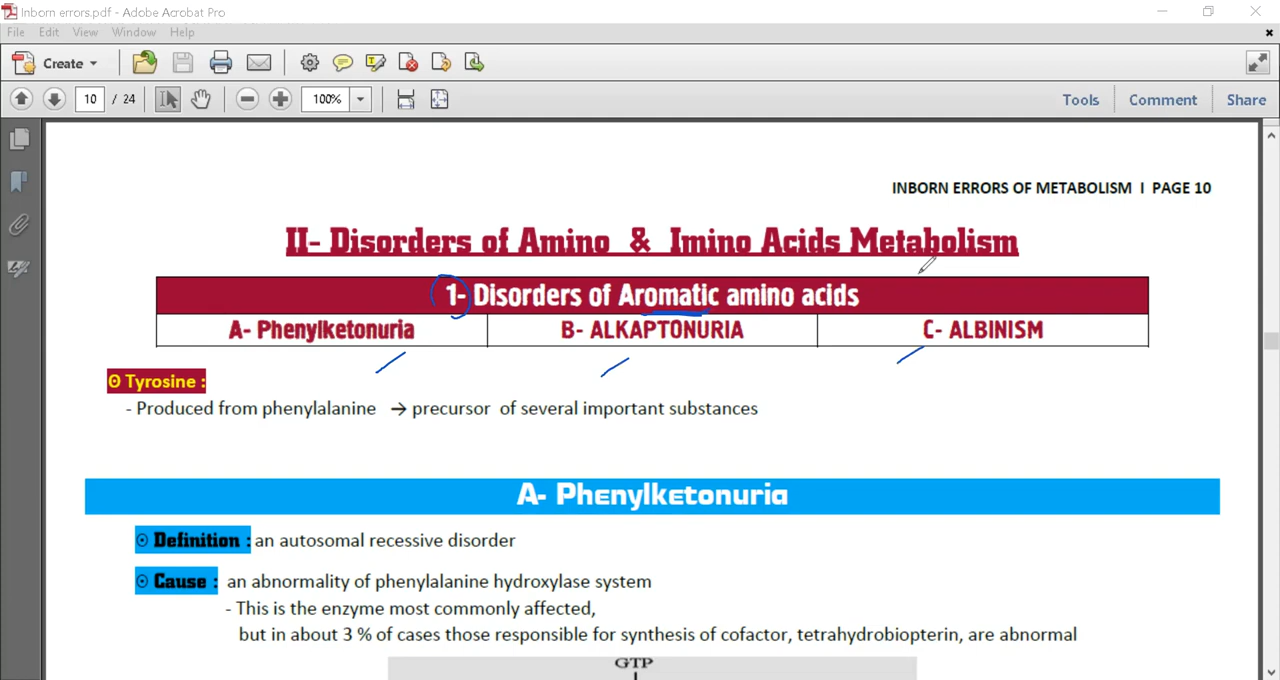 Inborn errors.pdf - Adobe Acrobat Pro
File Edit View Window Help
Create
10 / 24 100% Tools Comment Share
INBORN ERRORS OF METABOLISM I PAGE 10
II- Disorders of Amino & Imino Acids Metabolism
1- Disorders of Aromatic amino acids
A- Phenylketonuria B- ALKAPTONURIA C- ALBINISM
ʘ Tyrosine :
- Produced from phenylalanine → precursor of several important substances
A- Phenylketonuria
ʘ Definition : an autosomal recessive disorder
ʘ Cause : an abnormality of phenylalanine hydroxylase system
- This is the enzyme most commonly affected,
but in about 3 % of cases those responsible for synthesis of cofactor, tetrahydrobiopterin, are abnormal
GTP